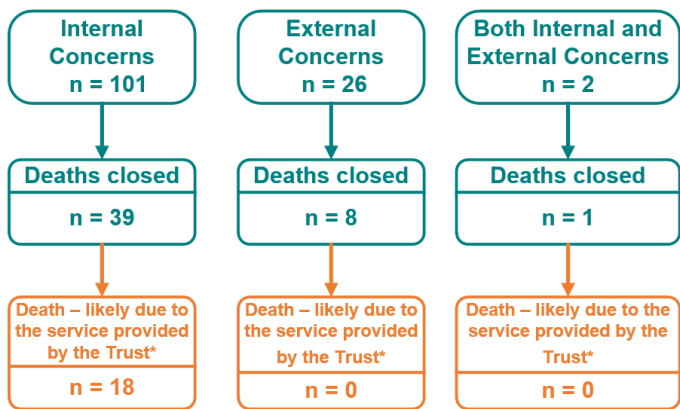 Internal
Concerns
n = 101
External
Concerns
n = 26
Both Internal and
External Concerns
n = 2
Deaths closed
n = 39
Deaths closed
n = 8
Deaths closed
n = 1
Death – likely due to
the service provided
by the Trust*
n = 18
Death – likely due to
the service provided
by the Trust*
n = 0
Death – likely due to the
service provided by the
Trust*
n = 0